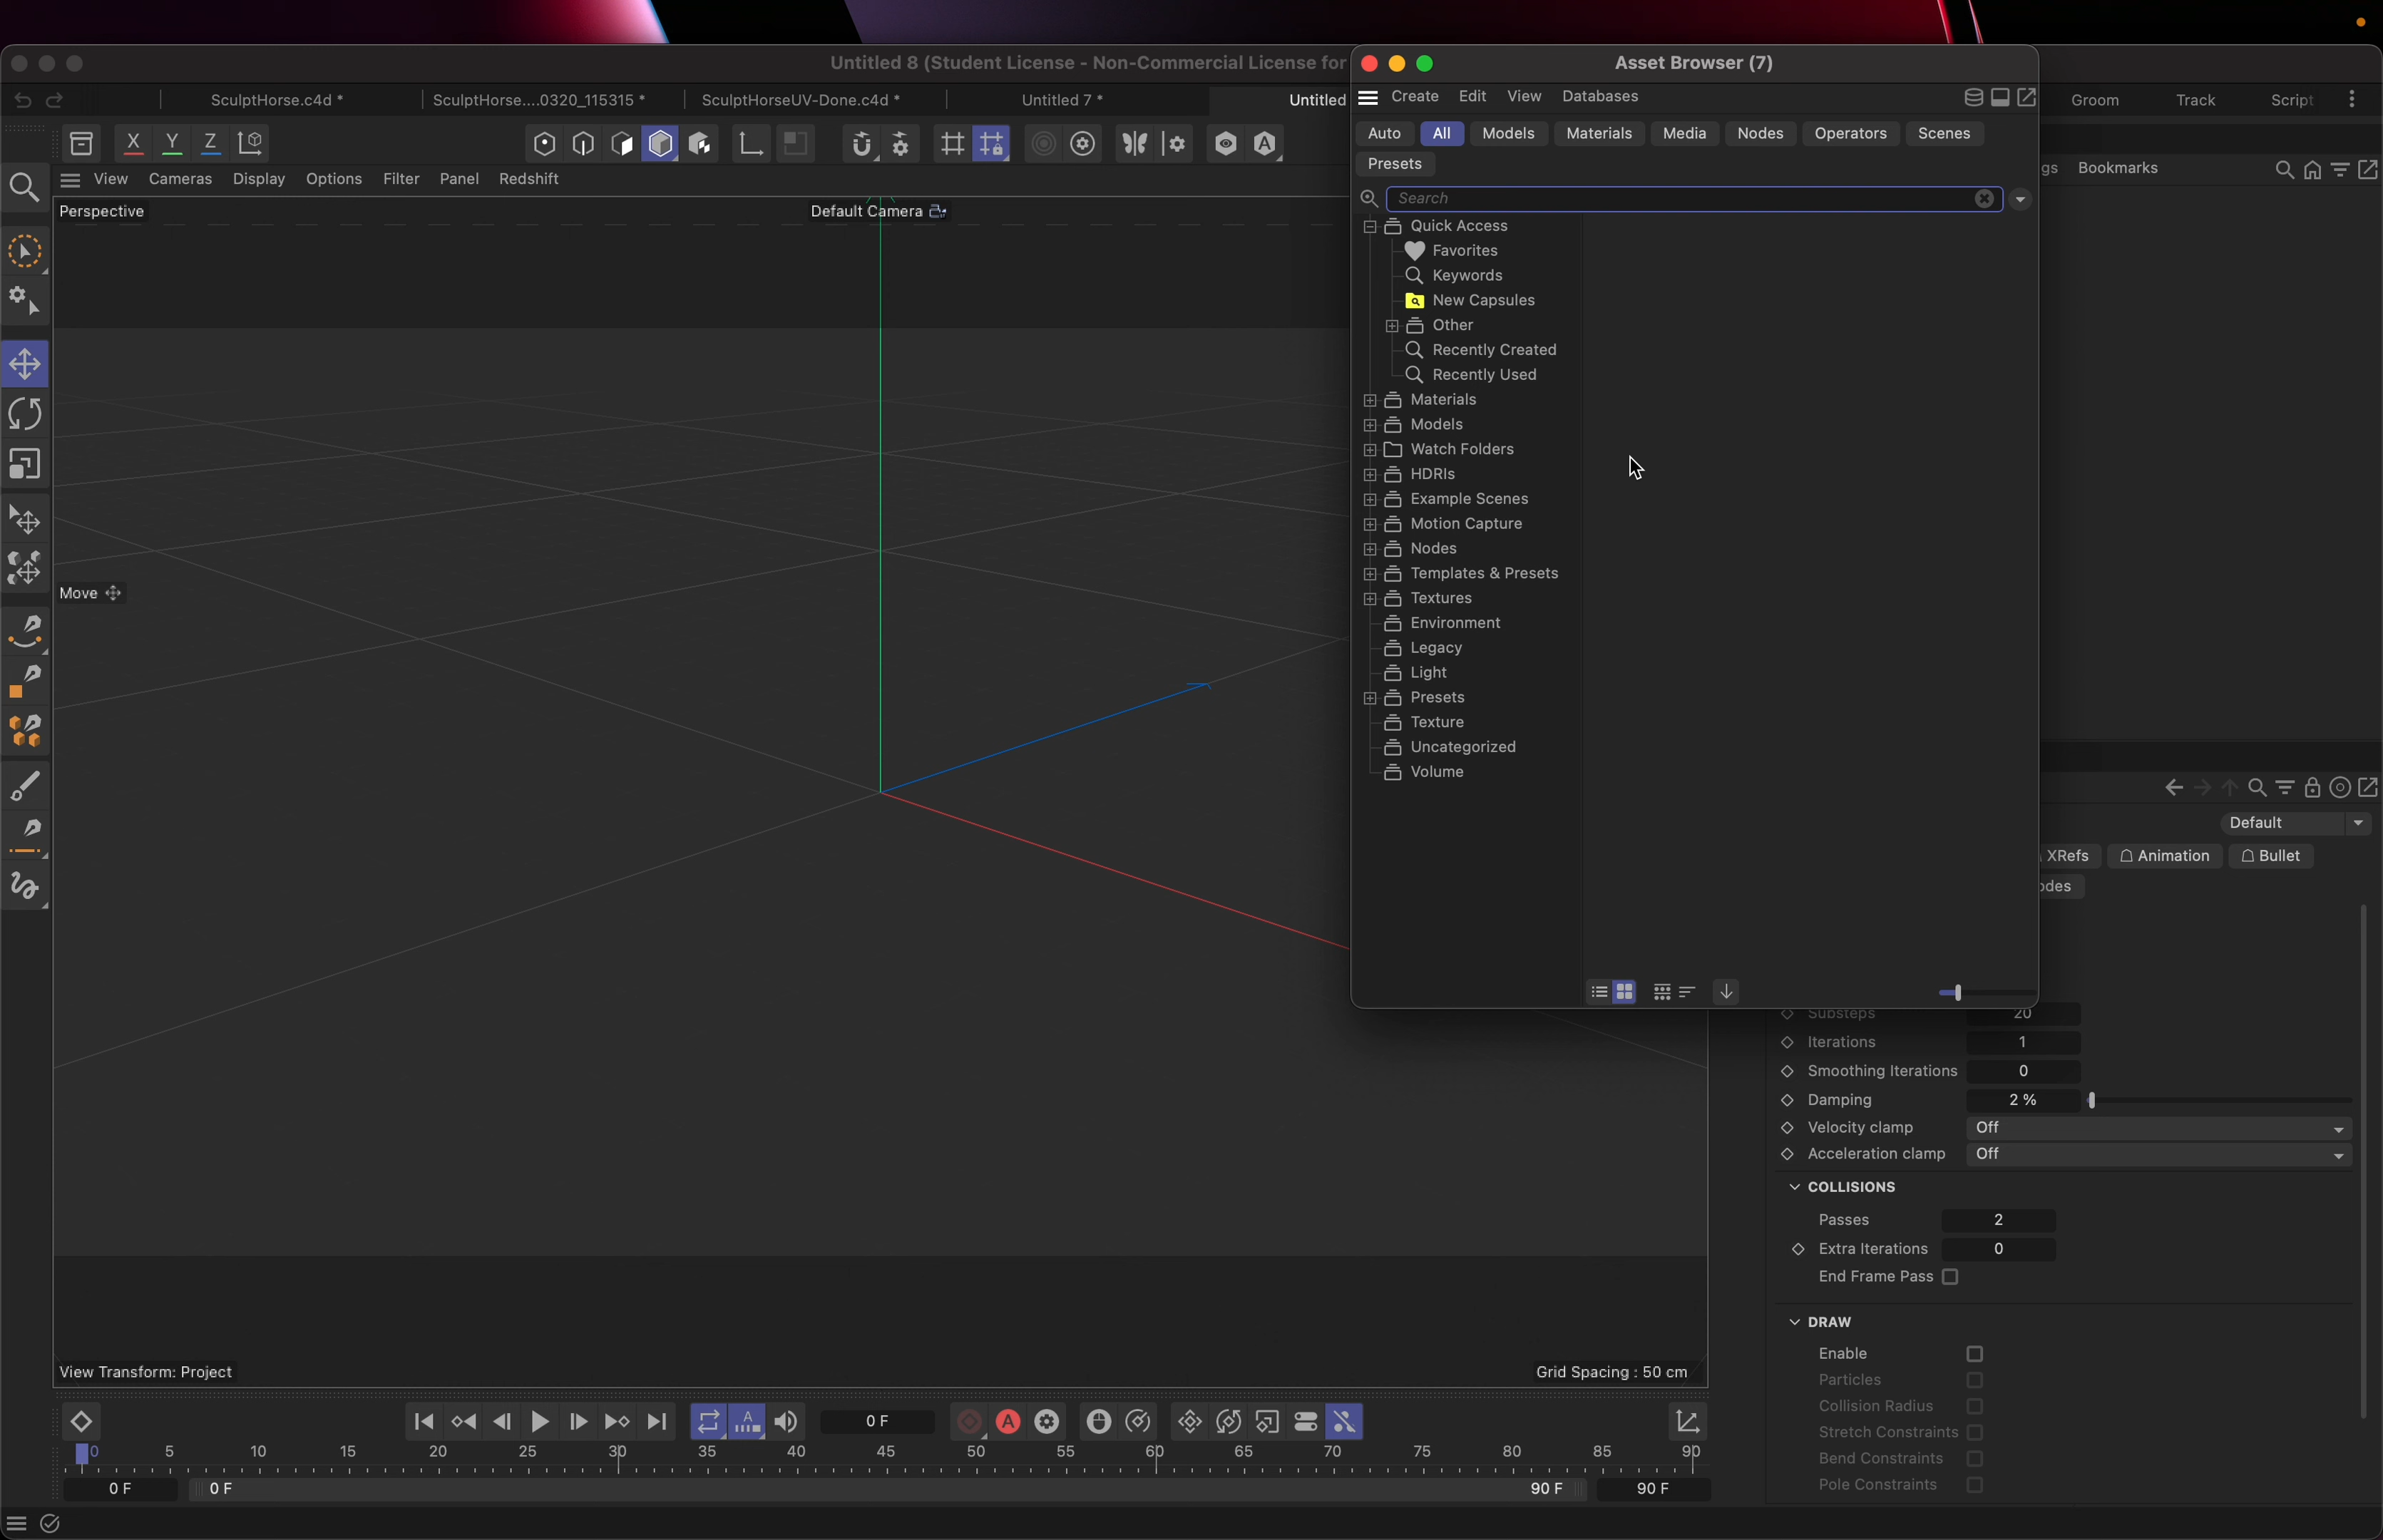 Untitled 8 (Student License - Non-Commercial License for
SculptHorse.c4d *
SculptHorse....0320_115315 *
SculptHorseUV-Done.c4d *
Untitled 7 *
Untitled
Groom
Track
Script
X Y Z
View Cameras Display Options Filter Panel Redshift
Perspective
Default Camera
Move
View Transform: Project
Grid Spacing : 50 cm
Asset Browser (7)
Create Edit View Databases
Auto All Models Materials Media Nodes Operators Scenes
Presets
Search
Quick Access
Favorites
Keywords
New Capsules
Other
Recently Created
Recently Used
Materials
Models
Watch Folders
HDRIs
Example Scenes
Motion Capture
Nodes
Templates & Presets
Textures
Environment
Legacy
Light
Presets
Texture
Uncategorized
Volume
gs Bookmarks
Default
XRefs Animation Bullet
odes
Substeps 20
Iterations 1
Smoothing Iterations 0
Damping 2 %
Velocity clamp Off
Acceleration clamp Off
COLLISIONS
Passes 2
Extra Iterations 0
End Frame Pass
DRAW
Enable
Particles
Collision Radius
Stretch Constraints
Bend Constraints
Pole Constraints
A
0 F
A
0 5 10 15 20 25 30 35 40 45 50 55 60 65 70 75 80 85 90
0 F 0 F 90 F 90 F